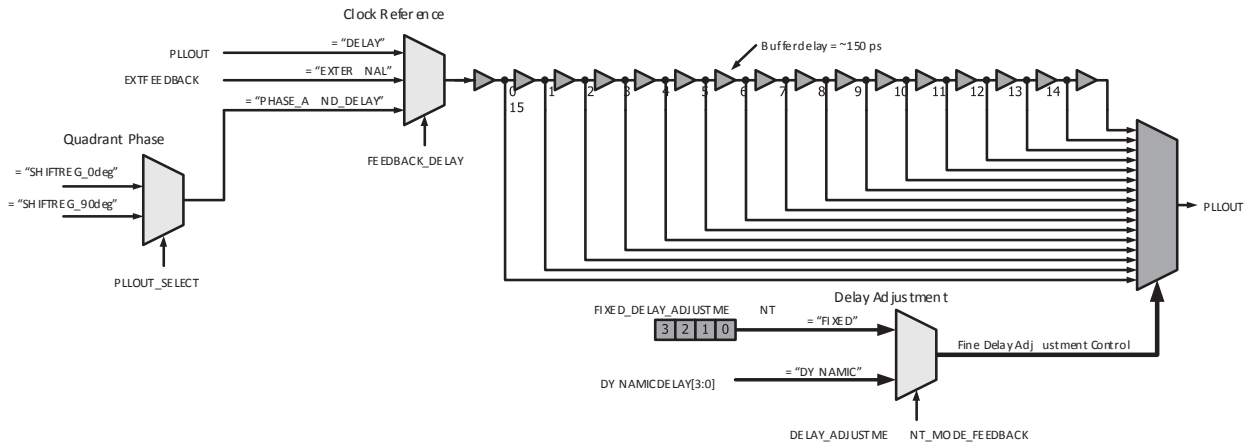 Clock Reference
PLLOUT
= “DELAY”
Bufferdelay = ~150 ps
EXTFEEDBACK
= “EXTER NAL”
= “PHASE_A ND_DELAY”
0 1 2 3 4 5 6 7 8 9 10 11 12 13 14
15
Quadrant Phase
FEEDBACK_DELAY
= “SHIFTREG_0deg”
= “SHIFTREG_90deg”
PLLOUT
PLLOUT_SELECT
Delay Adjustment
FIXED_DELAY_ADJUSTME NT
3 2 1 0
= “FIXED”
Fine Delay Adj ustment Control
DY NAMICDELAY[3:0]
= “DY NAMIC”
DELAY_ADJUSTME NT_MODE_FEEDBACK